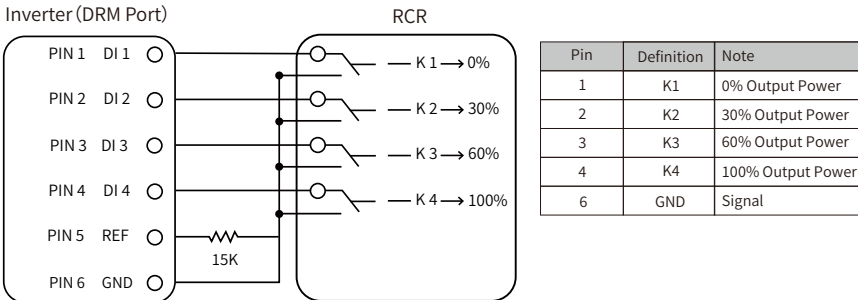 Inverter (DRM Port)
RCR
PIN 1 DI 1
K 1 → 0%
PIN 2 DI 2
K 2 → 30%
PIN 3 DI 3
K 3 → 60%
PIN 4 DI 4
K 4 → 100%
PIN 5 REF
15K
PIN 6 GND
Pin Definition Note
1 K1 0% Output Power
2 K2 30% Output Power
3 K3 60% Output Power
4 K4 100% Output Power
6 GND Signal